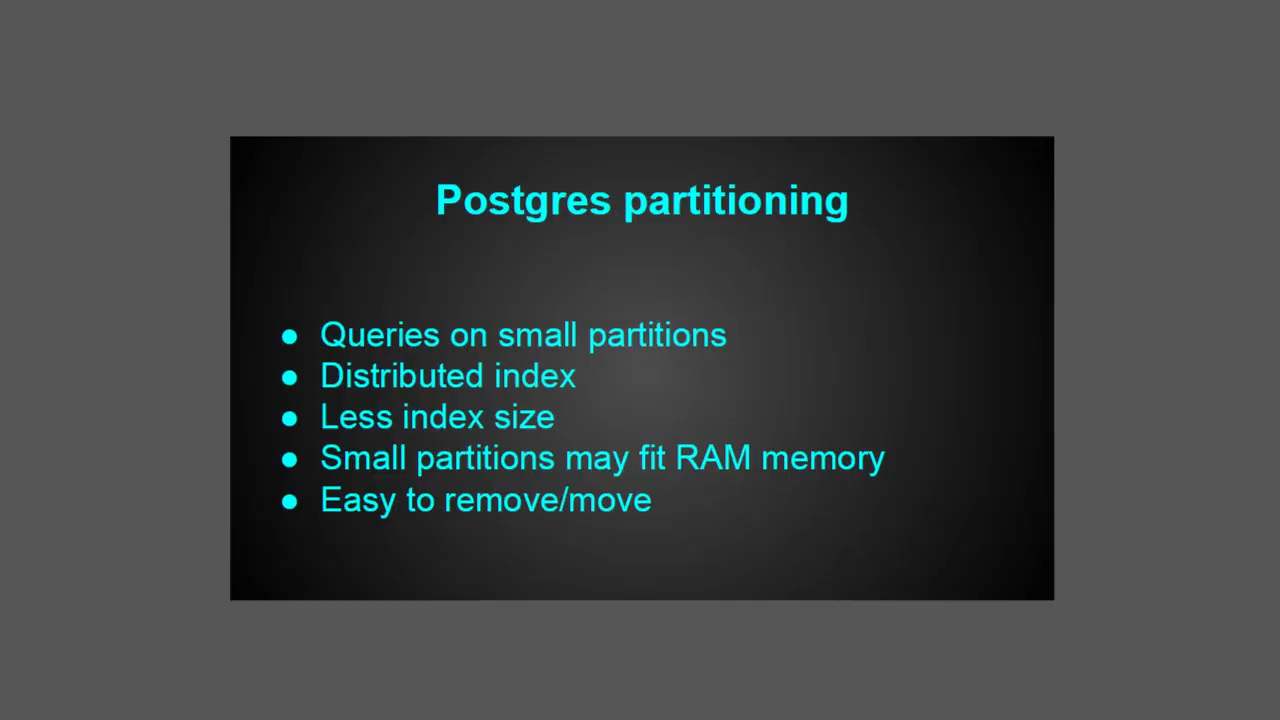 Postgres partitioning
● Queries on small partitions
● Distributed index
● Less index size
● Small partitions may fit RAM memory
● Easy to remove/move